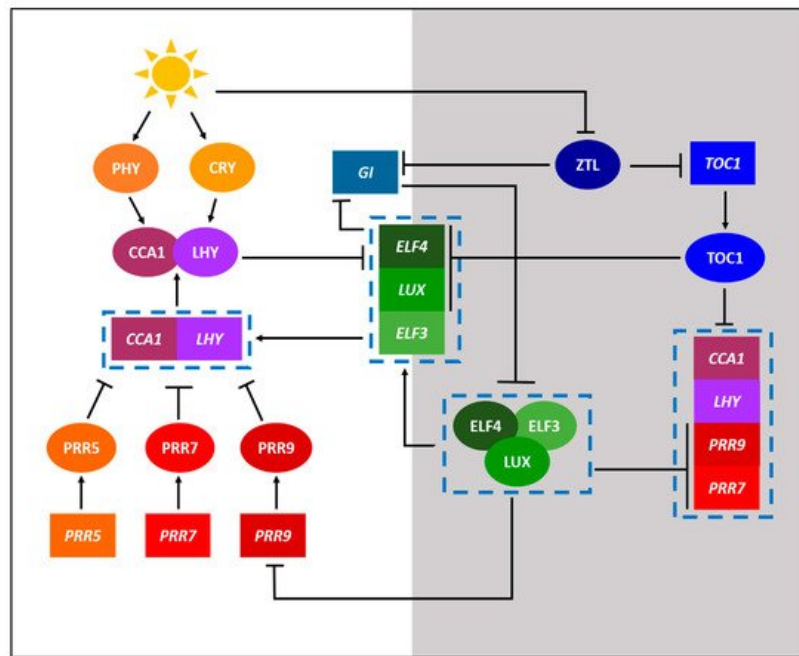 PHY
CRY
GI
ZTL
TOC1
CCA1
LHY
ELF4
LUX
ELF3
TOC1
CCA1
LHY
CCA1
LHY
PRR9
PRR7
PRR5
PRR7
PRR9
ELF4
ELF3
LUX
PRR5
PRR7
PRR9